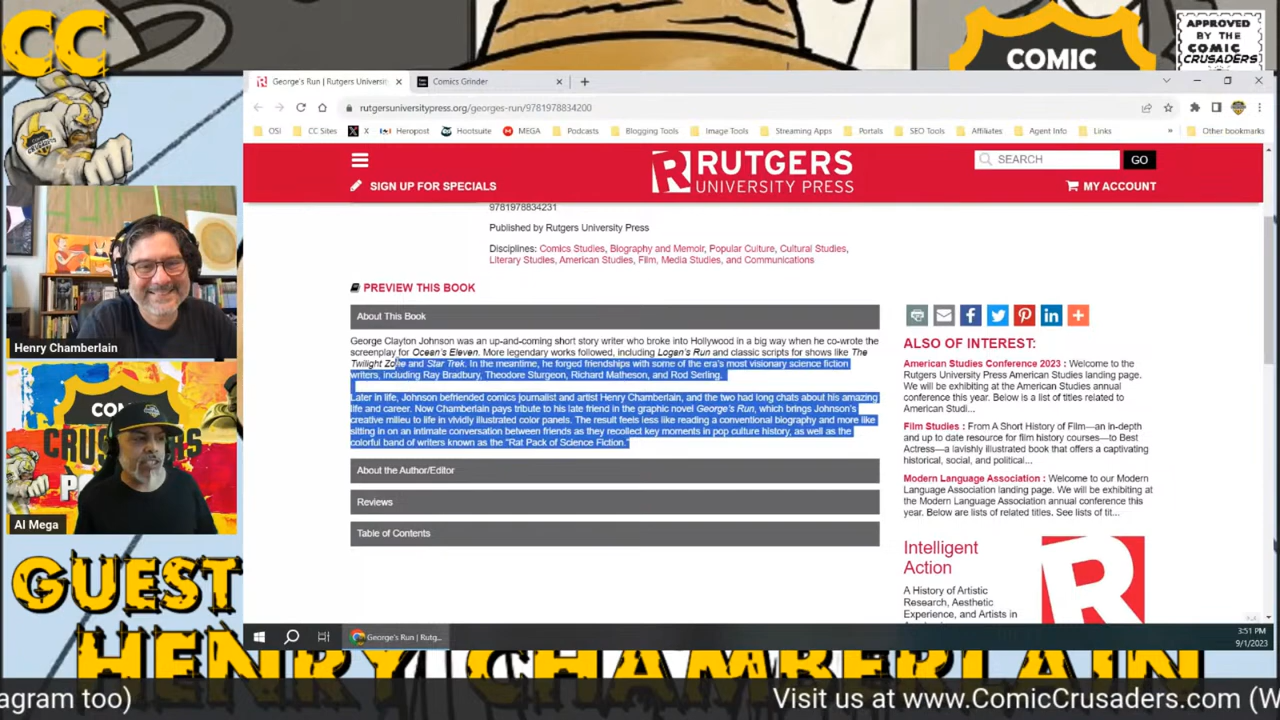 CC
COMIC
APPROVED
BY THE
COMIC
CRUSADERS
George's Run | Rutgers Universit
Comics Grinder
rutgersuniversitypress.org/georges-run/9781978834200
OSI
CC Sites
X
Heropost
Hootsuite
MEGA
Podcasts
Blogging Tools
Image Tools
Streaming Apps
Portals
SEO Tools
Affiliates
Agent Info
Links
»
Other bookmarks
RUTGERS
UNIVERSITY PRESS
SEARCH
GO
SIGN UP FOR SPECIALS
MY ACCOUNT
9781978834231
Published by Rutgers University Press
Disciplines: Comics Studies, Biography and Memoir, Popular Culture, Cultural Studies,
Literary Studies, American Studies, Film, Media Studies, and Communications
PREVIEW THIS BOOK
About This Book
George Clayton Johnson was an up-and-coming short story writer who broke into Hollywood in a big way when he co-wrote the
screenplay for Ocean's Eleven. More legendary works followed, including Logan's Run and classic scripts for shows like The
Twilight Zone and Star Trek. In the meantime, he forged friendships with some of the era's most visionary science fiction
writers, including Ray Bradbury, Theodore Sturgeon, Richard Matheson, and Rod Serling.
Later in life, Johnson befriended comics journalist and artist Henry Chamberlain, and the two had long chats about his amazing
life and career. Now Chamberlain pays tribute to his late friend in the graphic novel George's Run, which brings Johnson's
creative milieu to life in vividly illustrated color panels. The result feels less like reading a conventional biography and more like
sitting in on an intimate conversation between friends as they recollect key moments in pop culture history, as well as the
colorful band of writers known as the "Rat Pack of Science Fiction."
About the Author/Editor
Reviews
Table of Contents
ALSO OF INTEREST:
American Studies Conference 2023 : Welcome to the
Rutgers University Press American Studies landing page.
We will be exhibiting at the American Studies annual
conference this year. Below is a list of related titles. See list of
American Studi...
Film Studies : From A Short History of Film—an in-depth
and up to date resource for film history courses—to Best
Actress—a lavishly illustrated book that offers a captivating
historical, social, and political...
Modern Language Association : Welcome to our Modern
Language Association landing page. We will be exhibiting at
the Modern Language Association annual conference this
year. Below are lists of related titles. See lists of tit...
Intelligent
Action
A History of Artistic
Research, Aesthetic
Experience, and Artists in
R
Henry Chamberlain
CO
CRUS
PO
Al Mega
George's Run | Rutg...
3:51 PM
9/1/2023
GUEST
HENRY CHAMBERLAIN
agram too)
Visit us at www.ComicCrusaders.com (W